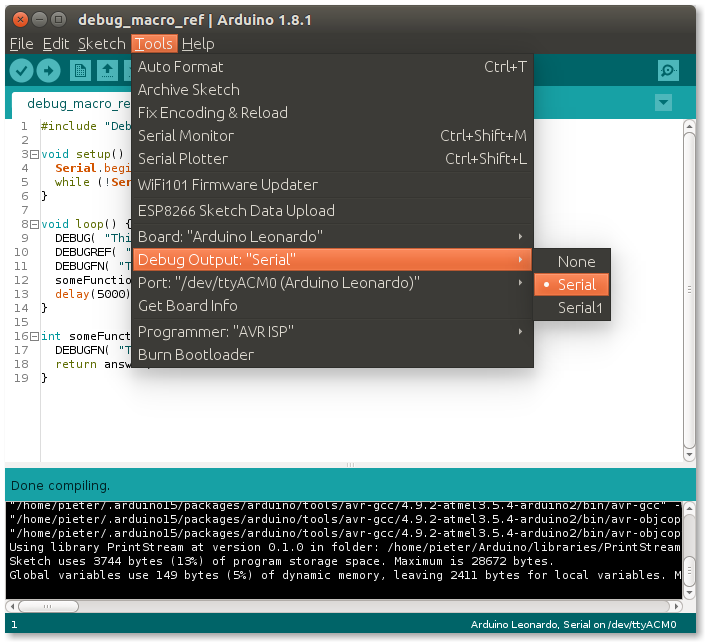 debug_macro_ref | Arduino 1.8.1
File Edit Sketch Tools Help
debug_macro_re
Auto Format Ctrl+T
Archive Sketch
Fix Encoding & Reload
Serial Monitor Ctrl+Shift+M
Serial Plotter Ctrl+Shift+L
WiFi101 Firmware Updater
ESP8266 Sketch Data Upload
Board: "Arduino Leonardo"
Debug Output: "Serial"
Port: "/dev/ttyACM0 (Arduino Leonardo)"
Get Board Info
Programmer: "AVR ISP"
Burn Bootloader
None
Serial
Serial1
1 #include "Deb
2
3 void setup()
4 Serial.begi
5 while (!Ser
6 }
7
8 void loop() {
9 DEBUG( "Thi
10 DEBUGREF( "
11 DEBUGFN( "T
12 someFunctio
13 delay(5000)
14 }
15
16 int someFunct
17 DEBUGFN( "T
18 return answ
19 }
Done compiling.
"/home/pieter/.arduino15/packages/arduino/tools/avr-gcc/4.9.2-atmel3.5.4-arduino2/bin/avr-gcc" -
"/home/pieter/.arduino15/packages/arduino/tools/avr-gcc/4.9.2-atmel3.5.4-arduino2/bin/avr-objcop
"/home/pieter/.arduino15/packages/arduino/tools/avr-gcc/4.9.2-atmel3.5.4-arduino2/bin/avr-objcop
Using library PrintStream at version 0.1.0 in folder: /home/pieter/Arduino/libraries/PrintStream
Sketch uses 3744 bytes (13%) of program storage space. Maximum is 28672 bytes.
Global variables use 149 bytes (5%) of dynamic memory, leaving 2411 bytes for local variables. M
1 Arduino Leonardo, Serial on /dev/ttyACM0